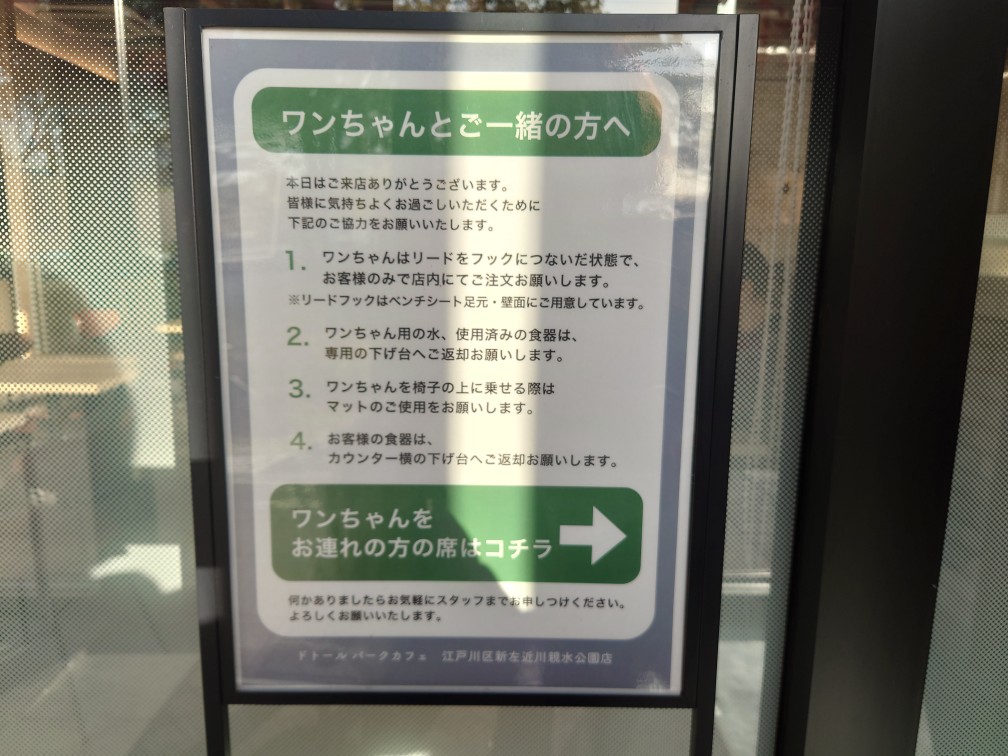 ワンちゃんとご一緒の方へ
本日はご来店ありがとうございます。
皆様に気持ちよくお過ごしいただくために
下記のご協力をお願いいたします。
1. ワンちゃんはリードをフックにつないだ状態で、
お客様のみで店内にてご注文お願いします。
※リードフックはベンチシート足元・壁面にご用意しています。
2. ワンちゃん用の水、使用済みの食器は、
専用の下げ台へご返却お願いします。
3. ワンちゃんを椅子の上に乗せる際は
マットのご使用をお願いします。
4. お客様の食器は、
カウンター横の下げ台へご返却お願いします。
ワンちゃんを
お連れの方の席はコチラ
何かありましたらお気軽にスタッフまでお申しつけください。
よろしくお願いいたします。
ドトール パークカフェ 江戸川区新左近川親水公園店